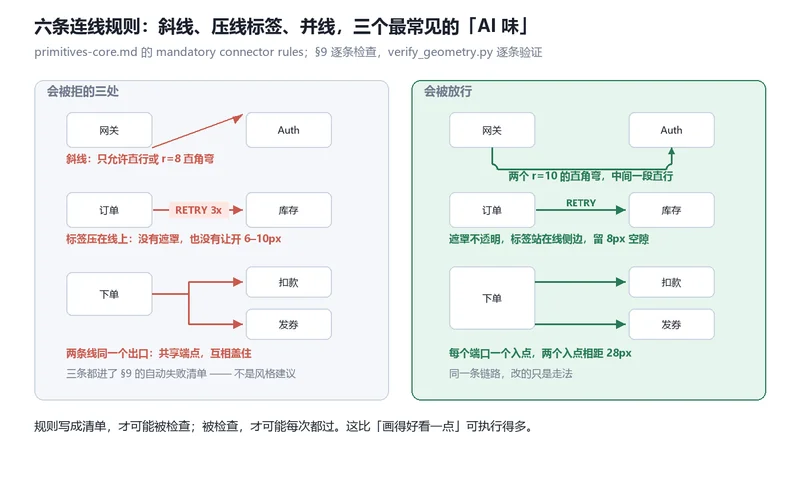 六条连线规则：斜线、压线标签、并线，三个最常见的「AI 味」
primitives-core.md 的 mandatory connector rules；§9 逐条检查，verify_geometry.py 逐条验证
会被拒的三处
网关
Auth
斜线：只允许直行或 r=8 直角弯
订单
RETRY 3x
库存
标签压在线上：没有遮罩，也没有让开 6–10px
下单
扣款
发券
两条线同一个出口：共享端点，互相盖住
三条都进了 §9 的自动失败清单 —— 不是风格建议
会被放行
网关
Auth
两个 r=10 的直角弯，中间一段直行
订单
RETRY
库存
遮罩不透明，标签站在线侧边，留 8px 空隙
下单
扣款
发券
每个端口一个入点，两个入点相距 28px
同一条链路，改的只是走法
规则写成清单，才可能被检查；被检查，才可能每次都过。这比「画得好看一点」可执行得多。